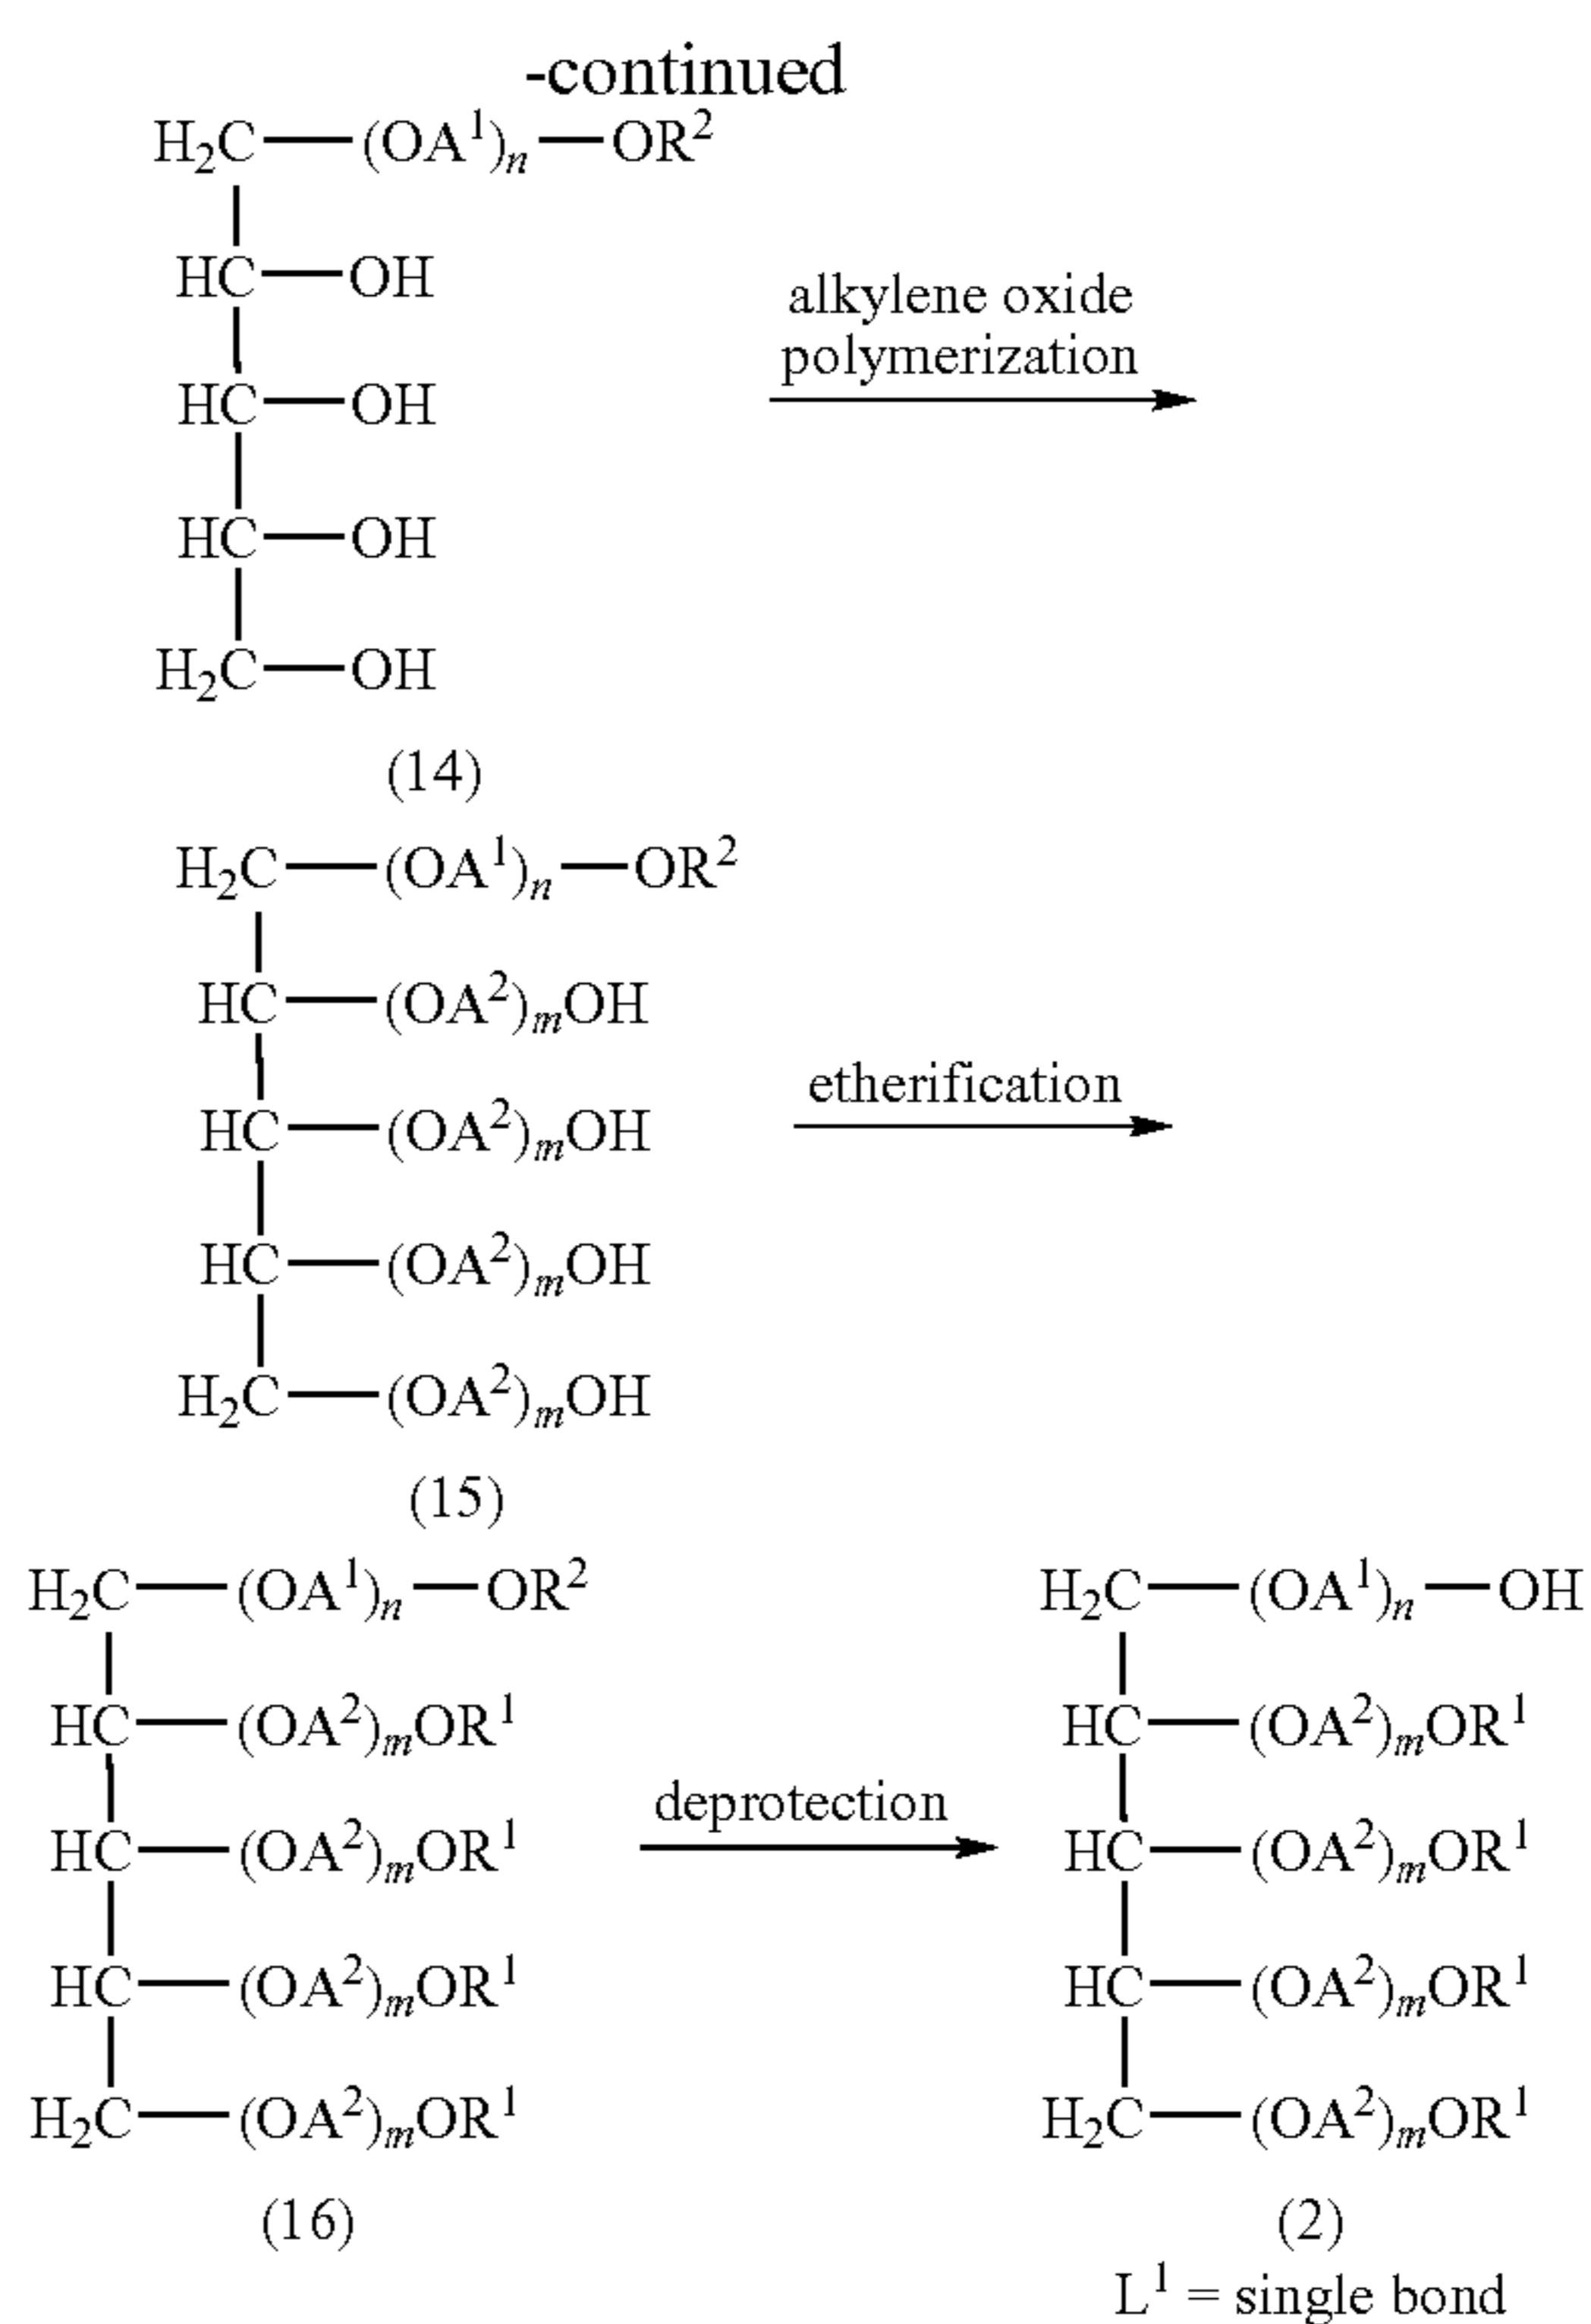 -continued
H₂C—(OA¹)ₙ—OR²
HC—OH
HC—OH
HC—OH
H₂C—OH
(14)
alkylene oxide
polymerization
H₂C—(OA¹)ₙ—OR²
HC—(OA²)ₘOH
HC—(OA²)ₘOH
HC—(OA²)ₘOH
H₂C—(OA²)ₘOH
(15)
etherification
H₂C—(OA¹)ₙ—OR²
HC—(OA²)ₘOR¹
HC—(OA²)ₘOR¹
HC—(OA²)ₘOR¹
H₂C—(OA²)ₘOR¹
(16)
deprotection
H₂C—(OA¹)ₙ—OH
HC—(OA²)ₘOR¹
HC—(OA²)ₘOR¹
HC—(OA²)ₘOR¹
H₂C—(OA²)ₘOR¹
(2)
L¹ = single bond